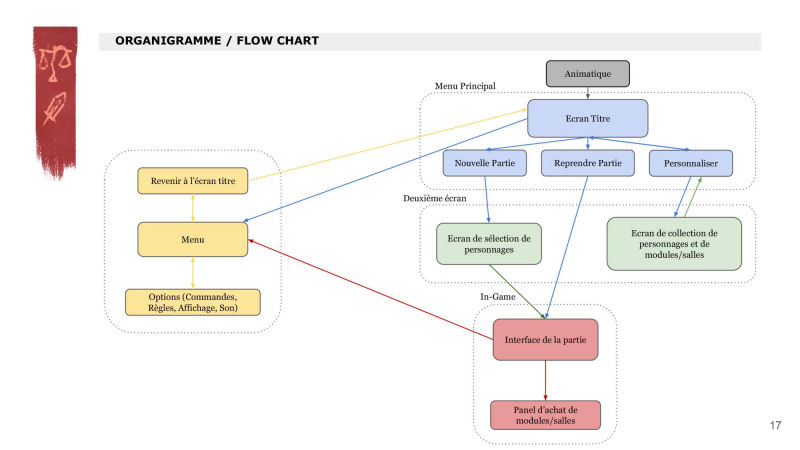 ORGANIGRAMME / FLOW CHART
Animatique
Menu Principal
Ecran Titre
Nouvelle Partie
Reprendre Partie
Personnaliser
Revenir à l'écran titre
Menu
Options (Commandes,
Règles, Affichage, Son)
Deuxième écran
Ecran de sélection de
personnages
Ecran de collection de
personnages et de
modules/salles
In-Game
Interface de la partie
Panel d'achat de
modules/salles
17